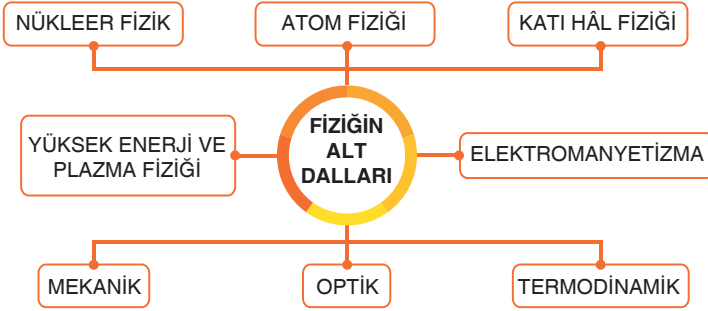 NÜKLEER FİZİK
ATOM FİZİĞİ
KATI HÂL FİZİĞİ
YÜKSEK ENERJİ VE
PLAZMA FİZİĞİ
FİZİĞİN
ALT
DALLARI
ELEKTROMANYETİZMA
MEKANİK
OPTİK
TERMODİNAMİK